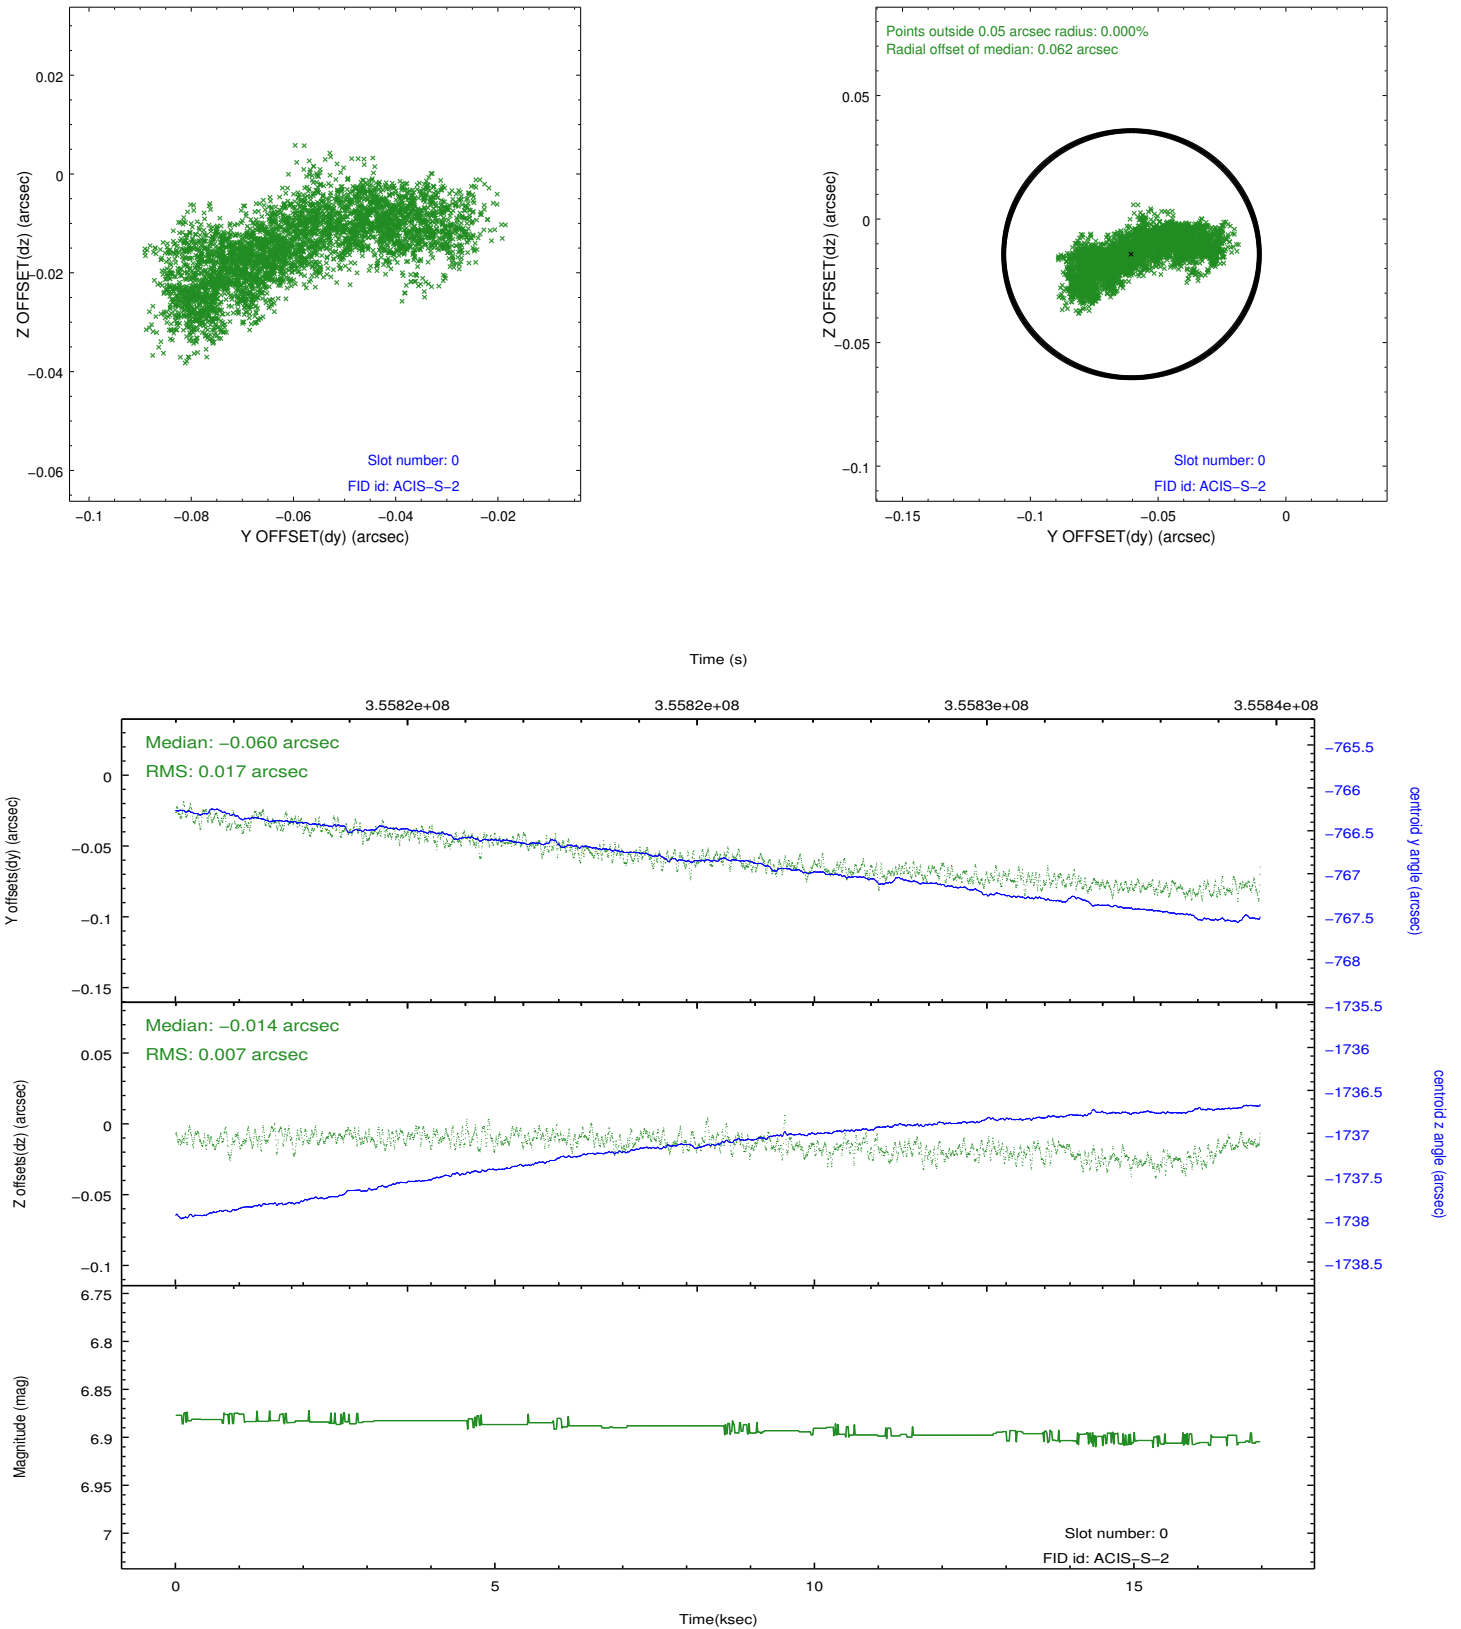 0.02
0
−0.02
−0.04
−0.06
Z OFFSET(dz) (arcsec)
Slot number: 0
FID id: ACIS−S−2
−0.1 −0.08 −0.06 −0.04 −0.02
Y OFFSET(dy) (arcsec)
Points outside 0.05 arcsec radius: 0.000%
Radial offset of median: 0.062 arcsec
0.05
0
−0.05
−0.1
Z OFFSET(dz) (arcsec)
Slot number: 0
FID id: ACIS−S−2
−0.15 −0.1 −0.05 0
Y OFFSET(dy) (arcsec)
Time (s)
3.5582e+08 3.5582e+08 3.5583e+08 3.5584e+08
Median: −0.060 arcsec
RMS: 0.017 arcsec
0
−0.05
−0.1
−0.15
Y offsets(dy) (arcsec)
−765.5
−766
−766.5
−767
−767.5
−768
centroid y angle (arcsec)
Median: −0.014 arcsec
RMS: 0.007 arcsec
0.05
0
−0.05
−0.1
Z offsets(dz) (arcsec)
−1735.5
−1736
−1736.5
−1737
−1737.5
−1738
−1738.5
centroid z angle (arcsec)
6.75
6.8
6.85
6.9
6.95
7
Magnitude (mag)
Slot number: 0
FID id: ACIS−S−2
0 5 10 15
Time(ksec)